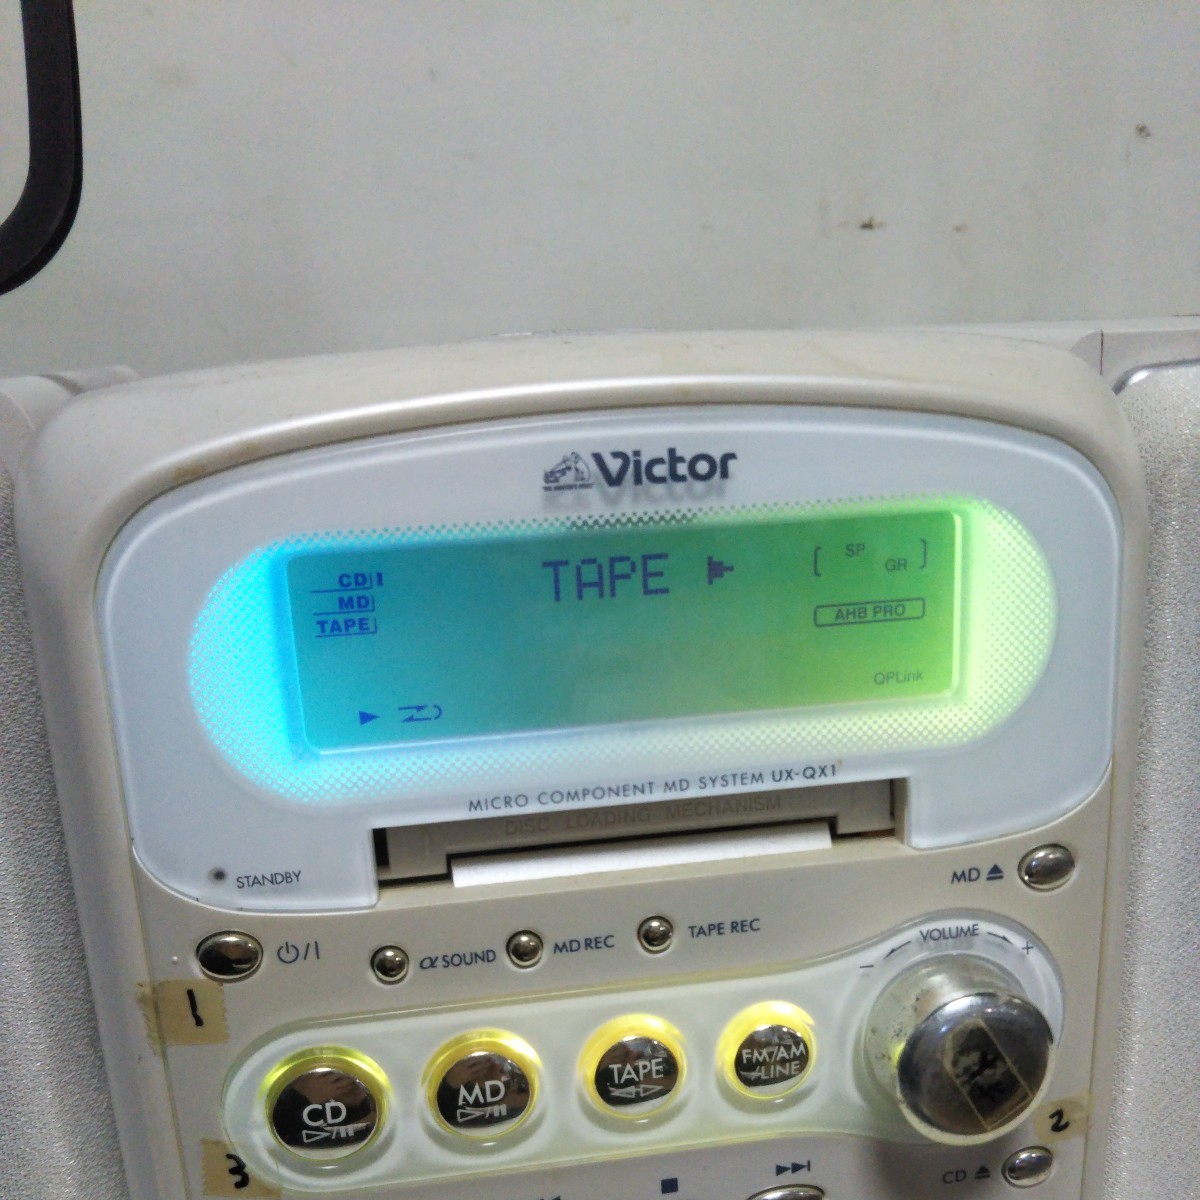 Victor
CD
MD
TAPE
TAPE
SP
GR
AHB PRO
QPLink
MICRO COMPONENT MD SYSTEM UX-QX1
DISC LOADING MECHANISM
STANDBY
MD
⏻/I
α SOUND
MD REC
TAPE REC
VOLUME
− +
1
CD
MD
TAPE
FM/AM
/LINE
2
3
CD